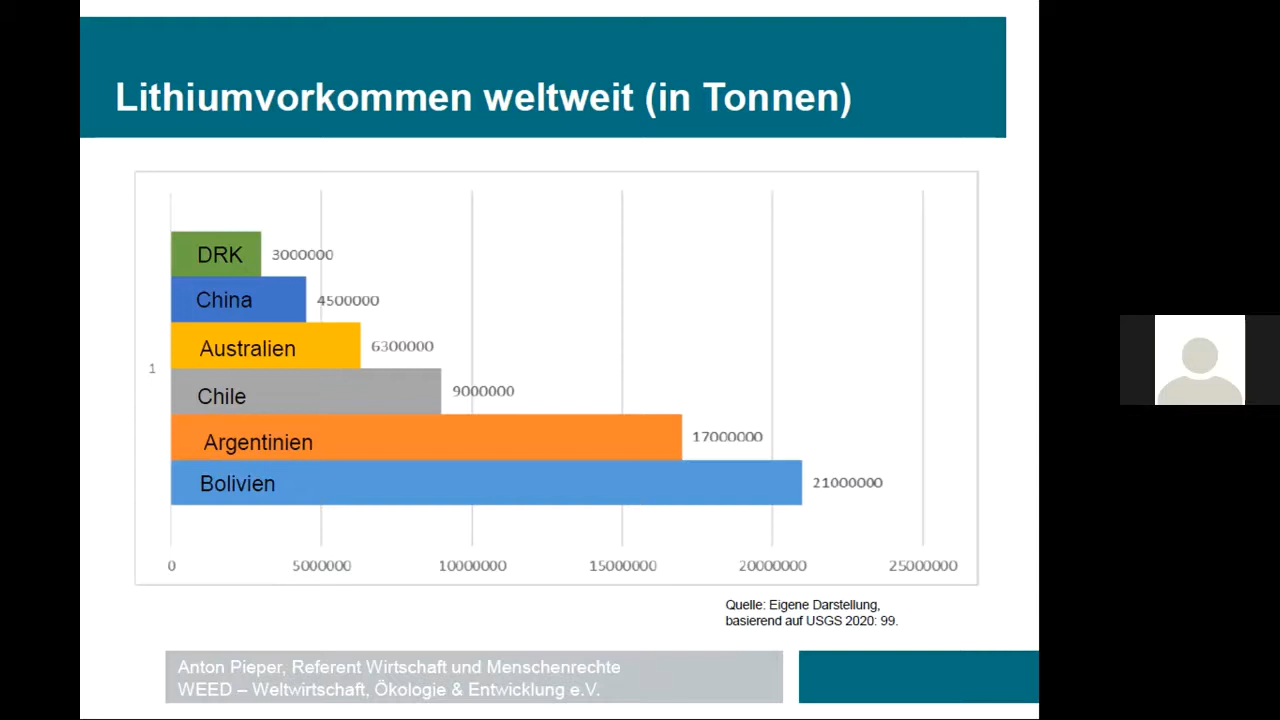 Lithiumvorkommen weltweit (in Tonnen)
DRK 3000000
China 4500000
Australien 6300000
1
Chile 9000000
Argentinien 17000000
Bolivien 21000000
0 5000000 10000000 15000000 20000000 25000000
Quelle: Eigene Darstellung,
basierend auf USGS 2020: 99.
Anton Pieper, Referent Wirtschaft und Menschenrechte
WEED – Weltwirtschaft, Ökologie & Entwicklung e.V.